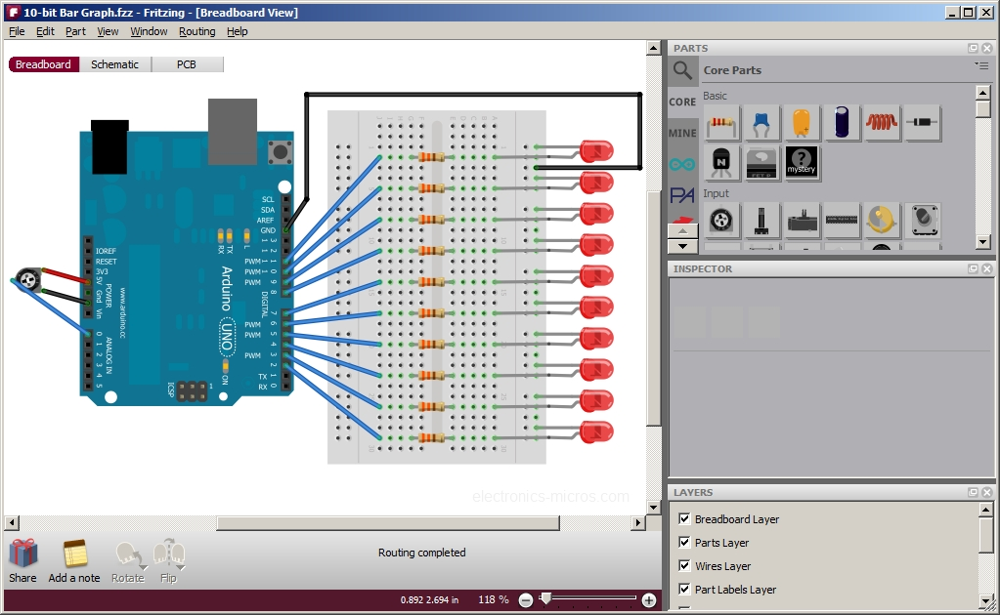 10-bit Bar Graph.fzz - Fritzing - [Breadboard View]
File Edit Part View Window Routing Help
Breadboard Schematic PCB
SCL
SDA
AREF
GND
13
12
PWM 11
PWM 10
PWM 9
8
DIGITAL
7
PWM 6
PWM 5
4
PWM 3
2
TX 1
RX 0
RX
TX
L
Arduino
UNO
ON
ICSP
1
www.arduino.cc
IOREF
RESET
3V3
5V
Gnd
Vin
POWER
ANALOG IN
0
1
2
3
4
5
electronics-micros.com
PARTS
Core Parts
CORE
MINE
PA
Basic
N
FET P
?
mystery
Input
INSPECTOR
LAYERS
Breadboard Layer
Parts Layer
Wires Layer
Part Labels Layer
Share Add a note Rotate Flip
Routing completed
0.892 2.694 in 118 %